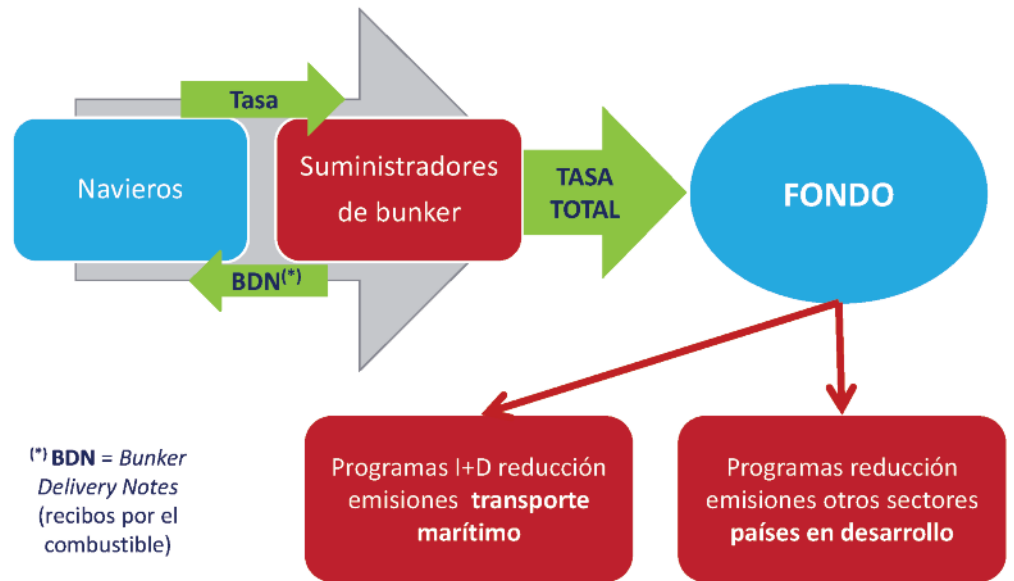 Tasa
Navieros
Suministradores
de bunker
BDN(*)
TASA
TOTAL
FONDO
(*) BDN = Bunker
Delivery Notes
(recibos por el
combustible)
Programas I+D reducción
emisiones transporte
marítimo
Programas reducción
emisiones otros sectores
países en desarrollo